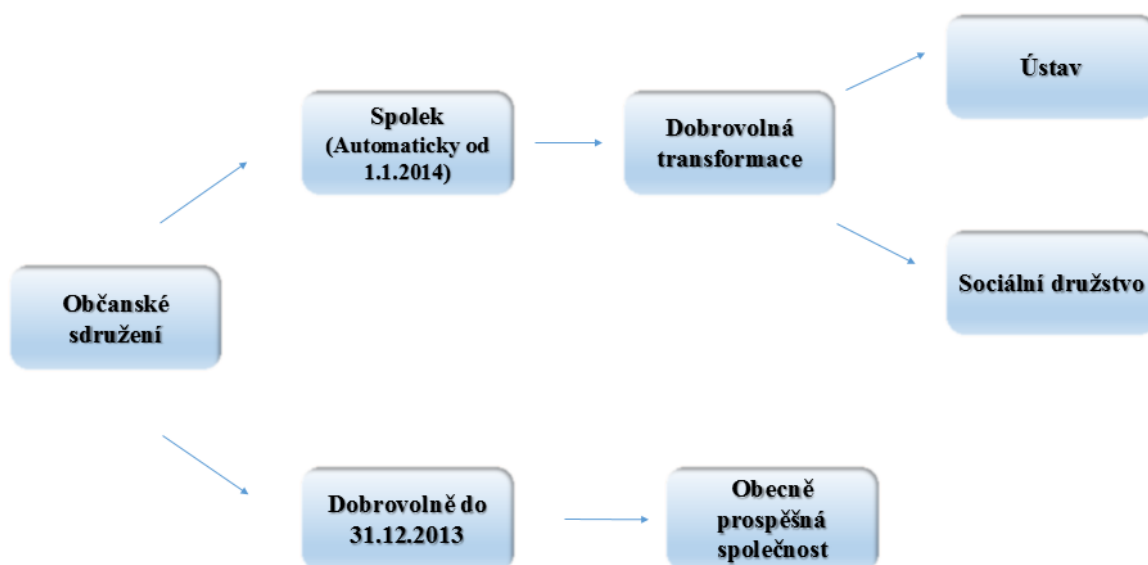 Ústav
Spolek
(Automaticky od
1.1.2014)
Dobrovolná
transformace
Sociální družstvo
Občanské
sdružení
Dobrovolně do
31.12.2013
Obecně
prospěšná
společnost